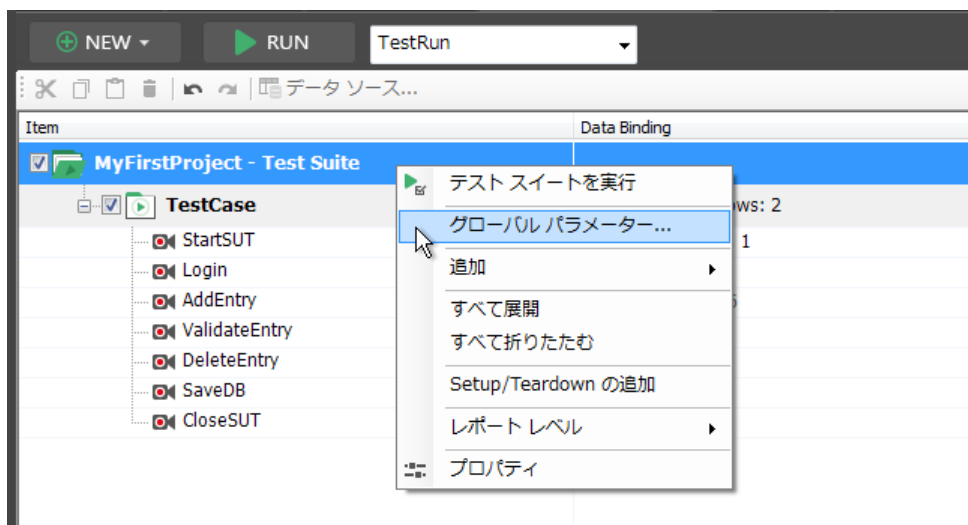 NEW RUN TestRun
データ ソース...
Item Data Binding
MyFirstProject - Test Suite
テスト スイートを実行
TestCase ws: 2
グローバル パラメーター...
StartSUT 1
Login 追加
AddEntry
すべて展開
ValidateEntry
すべて折りたたむ
DeleteEntry
Setup/Teardown の追加
SaveDB
CloseSUT レポート レベル
プロパティ